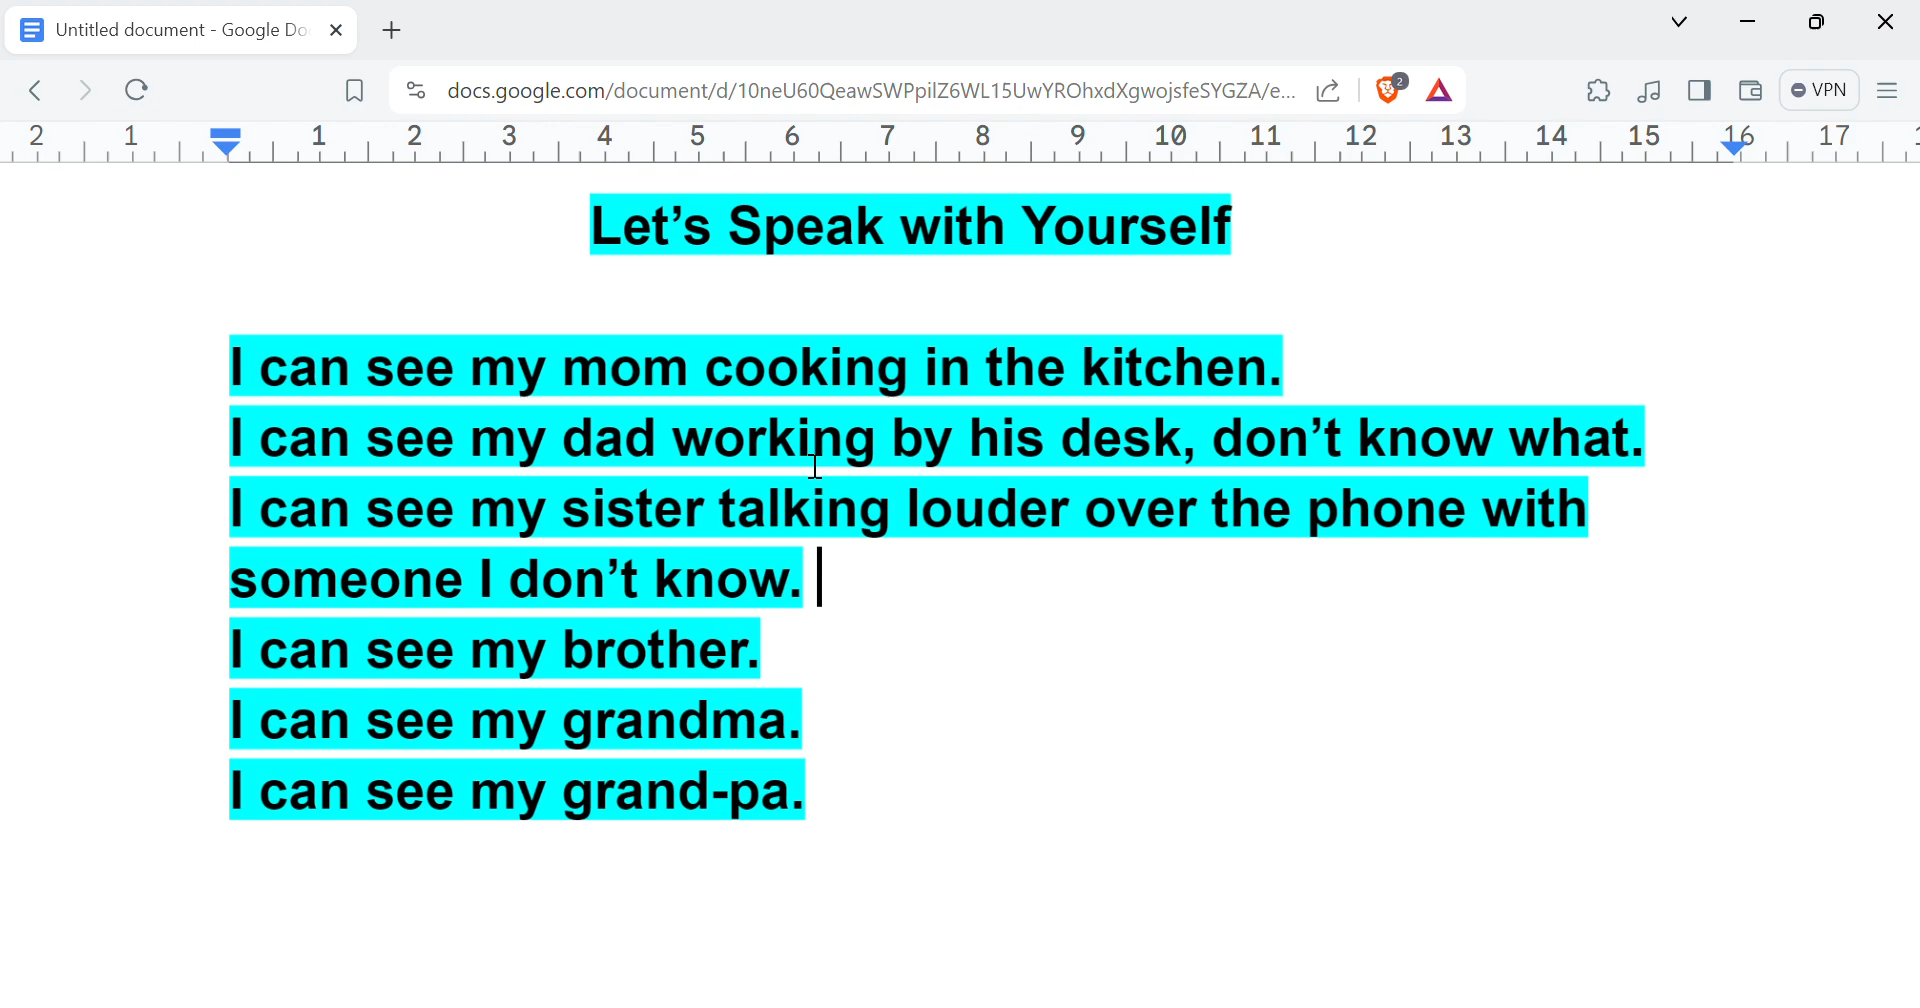 Untitled document - Google Do
docs.google.com/document/d/10neU60QeawSWPpilZ6WL15UwYROhxdXgwojsfeSYGZA/e...
2
VPN
2 1 1 2 3 4 5 6 7 8 9 10 11 12 13 14 15 16 17
Let’s Speak with Yourself
I can see my mom cooking in the kitchen.
I can see my dad working by his desk, don’t know what.
I can see my sister talking louder over the phone with
someone I don’t know.
I can see my brother.
I can see my grandma.
I can see my grand-pa.